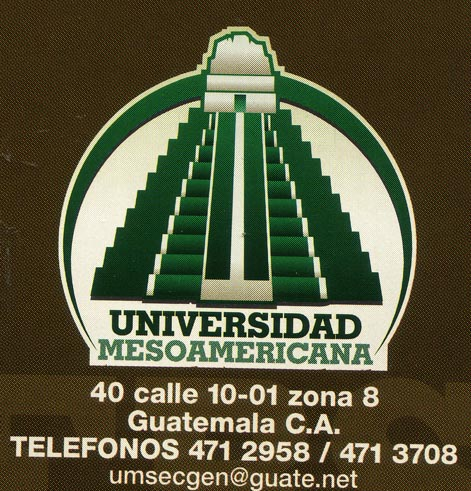 UNIVERSIDAD
MESOAMERICANA
40 calle 10-01 zona 8
Guatemala C.A.
TELEFONOS 471 2958 / 471 3708
umsecgen@guate.net